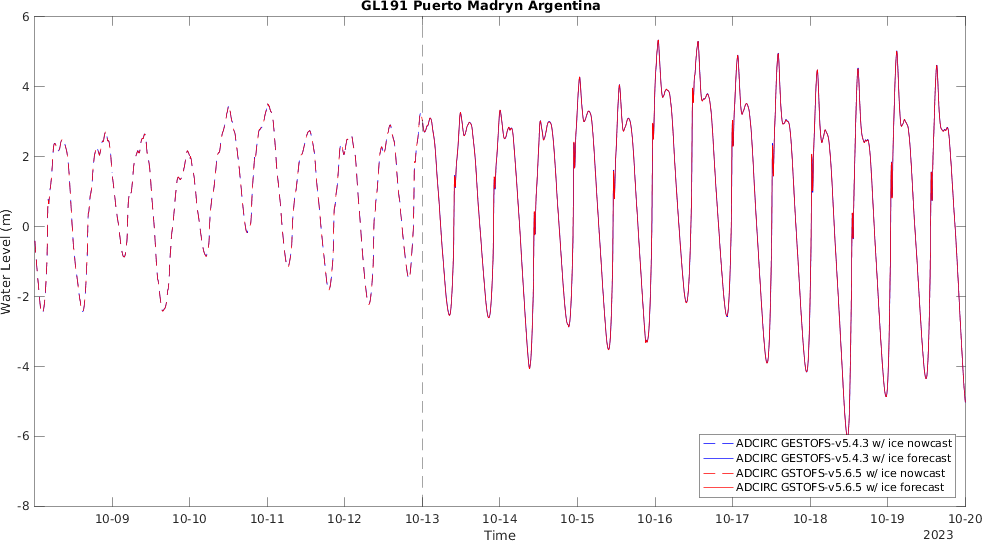 GL191 Puerto Madryn Argentina
6
4
2
0
-2
-4
-6
-8
Water Level (m)
10-09 10-10 10-11 10-12 10-13 10-14 10-15 10-16 10-17 10-18 10-19 10-20
Time
2023
ADCIRC GESTOFS-v5.4.3 w/ ice nowcast
ADCIRC GESTOFS-v5.4.3 w/ ice forecast
ADCIRC GSTOFS-v5.6.5 w/ ice nowcast
ADCIRC GSTOFS-v5.6.5 w/ ice forecast